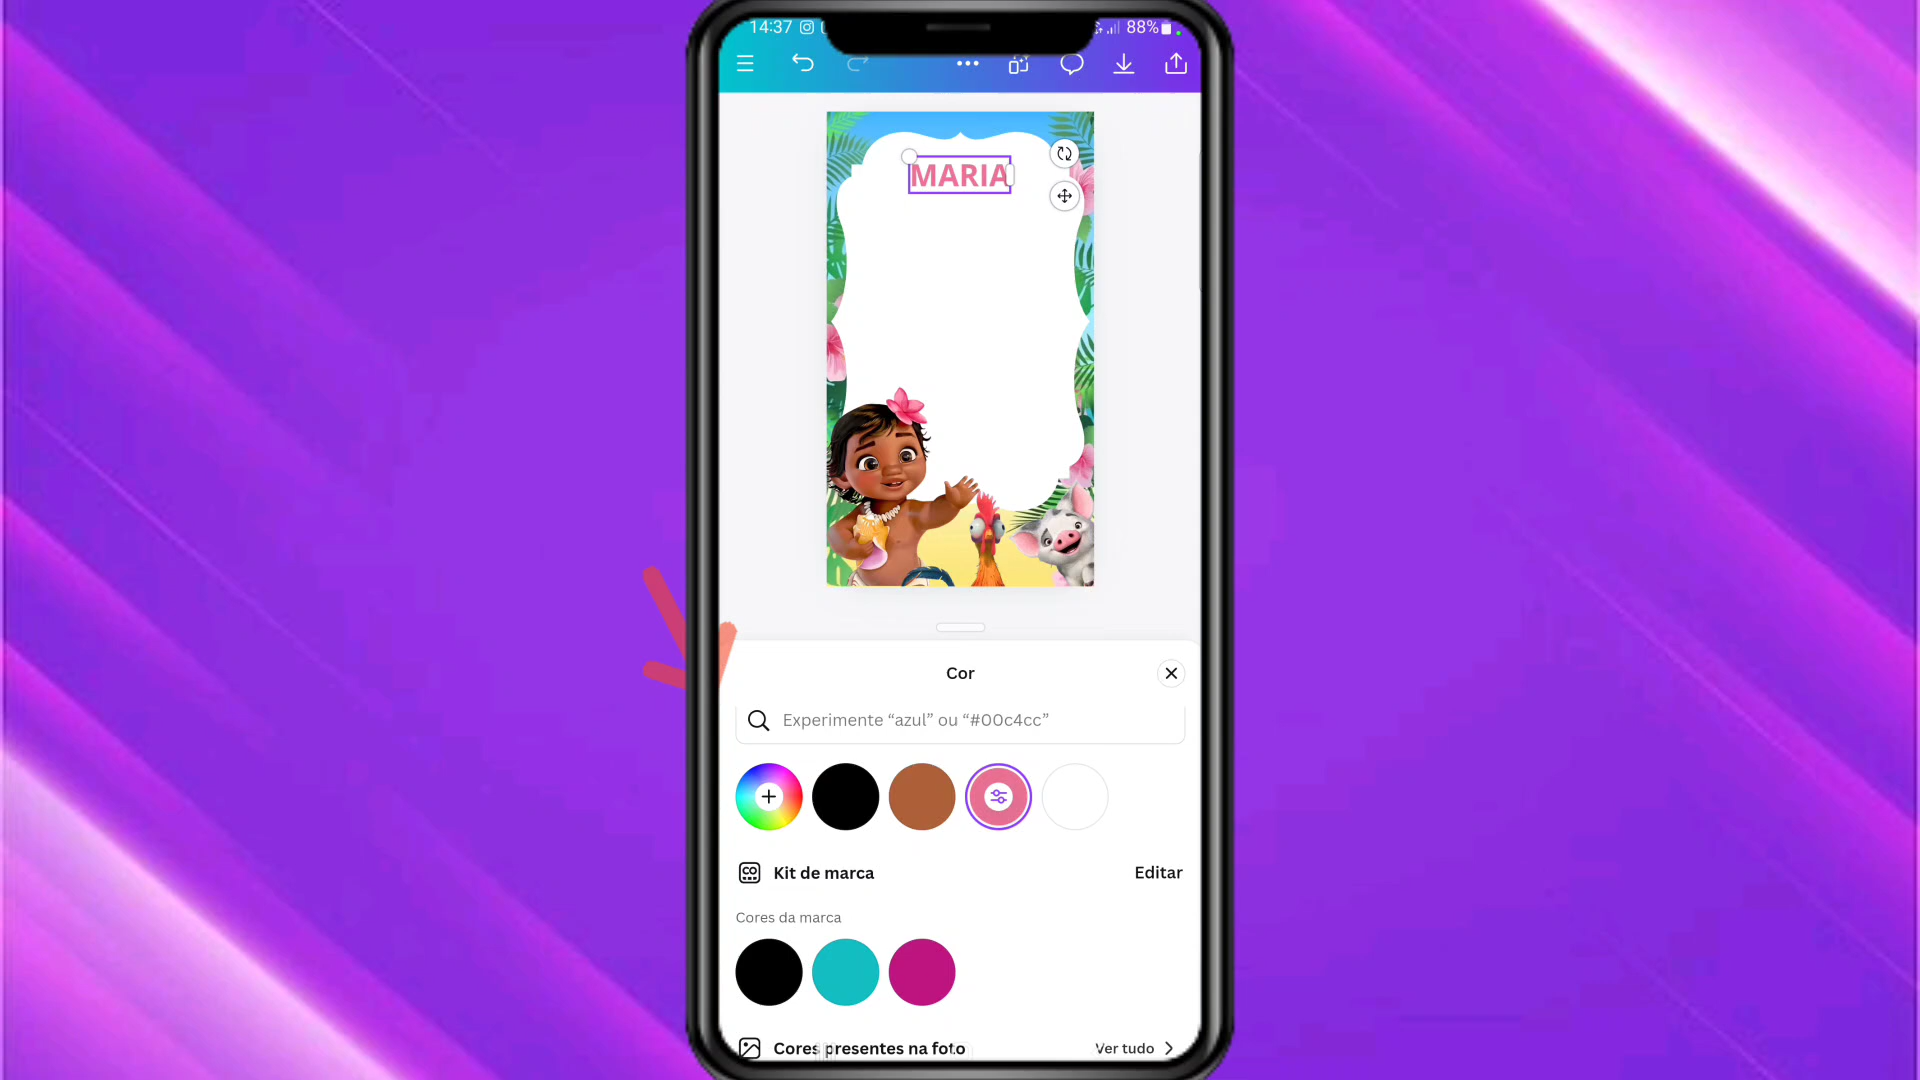 14:37
88%
MARIA
Cor
Experimente “azul” ou “#00c4cc”
Kit de marca
Editar
Cores da marca
Cores presentes na foto
Ver tudo